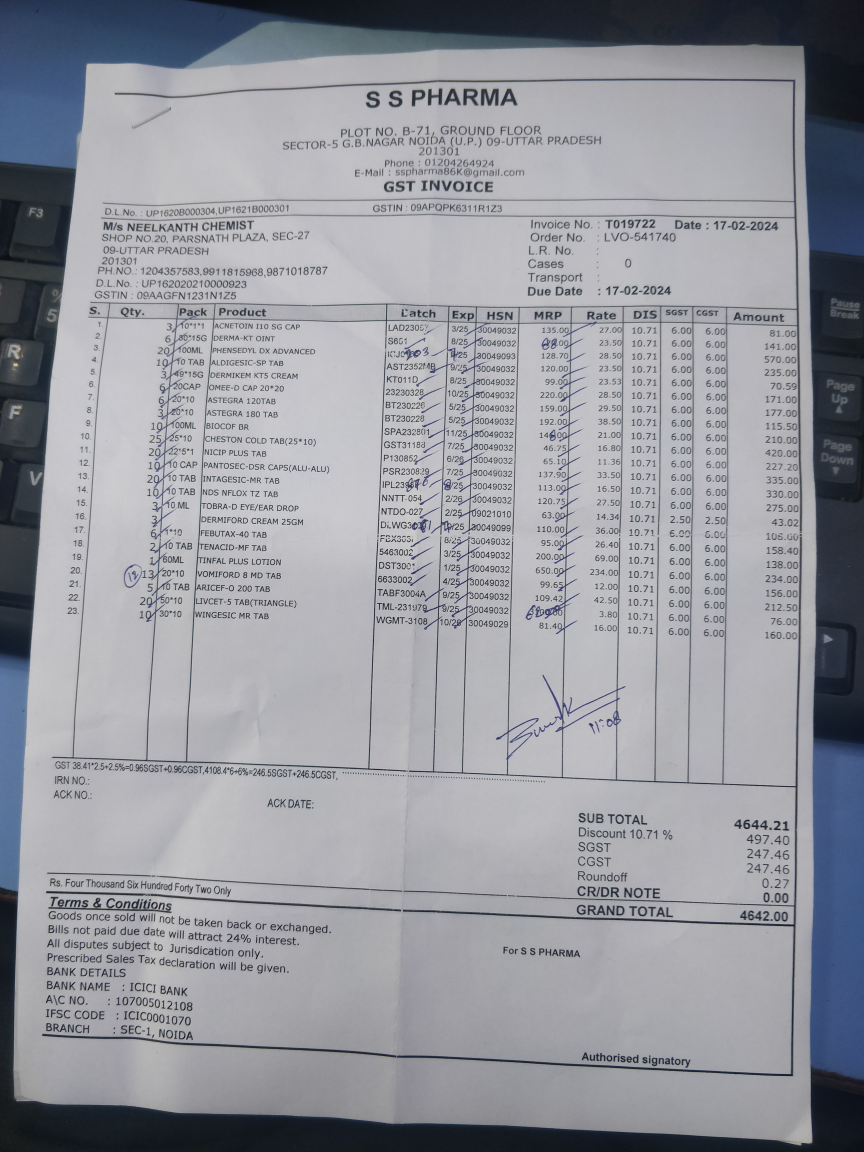 S S PHARMA
PLOT NO. B-71, GROUND FLOOR
SECTOR-5 G.B.NAGAR NOIDA (U.P.) 09-UTTAR PRADESH
201301
Phone : 01204264924
E-Mail : sspharma86K@gmail.com
GST INVOICE
D.L.No. : UP1620B000304,UP1621B000301 GSTIN : 09APQPK6311R1Z3
M/s NEELKANTH CHEMIST
SHOP NO.20, PARSNATH PLAZA, SEC-27
09-UTTAR PRADESH
201301
PH.NO.: 1204357583,9911815968,9871018787
D.L.No. : UP162020210000923
GSTIN : 09AAGFN1231N1Z5
Invoice No. : T019722 Date : 17-02-2024
Order No. : LVO-541740
L.R. No. :
Cases : 0
Transport :
Due Date : 17-02-2024
S. Qty. Pack Product Batch Exp HSN MRP Rate DIS SGST CGST Amount
1. 3 10*1*1 ACNETOIN I10 SG CAP 3/25 30049032 135.00 27.00 10.71 6.00 6.00 81.00
2. 6 30*15G DERMA-KT OINT S651 8/25 30049032 88 23.50 10.71 6.00 6.00 141.00
3. 20 100ML PHENSEDYL DX ADVANCED 7/25 30049093 128.70 28.50 10.71 6.00 6.00 570.00
4. 10 10 TAB ALDIGESIC-SP TAB AST2352MB 9/25 30049032 120.00 23.50 10.71 6.00 6.00 235.00
5. 3 49*15G DERMIKEM KT5 CREAM KT011D 8/25 30049032 99.00 23.53 10.71 6.00 6.00 70.59
6. 6 20CAP OMEE-D CAP 20*20 23230328 10/25 30049032 220.00 28.50 10.71 6.00 6.00 171.00
7. 6 20*10 ASTEGRA 120TAB BT230220 5/25 30049032 159.00 29.50 10.71 6.00 6.00 177.00
8. 3 20*10 ASTEGRA 180 TAB BT230228 5/25 30049032 192.00 38.50 10.71 6.00 6.00 115.50
9. 10 100ML BIOCOF BR SPA232801 11/25 30049032 21.00 10.71 6.00 6.00 210.00
10. 25 25*10 CHESTON COLD TAB(25*10) GST31188 7/25 30049032 46.75 16.80 10.71 6.00 6.00 420.00
11. 20 22*5*1 NICIP PLUS TAB P130852 6/26 30049032 65.10 11.36 10.71 6.00 6.00 227.20
12. 10 10 CAP PANTOSEC-DSR CAPS(ALU-ALU) PSR230829 7/25 30049032 137.90 33.50 10.71 6.00 6.00 335.00
13. 20 10 TAB INTAGESIC-MR TAB 8/25 30049032 113.00 16.50 10.71 6.00 6.00 330.00
14. 10 10 TAB NDS NFLOX TZ TAB NNTT-054 2/26 30049032 120.75 27.50 10.71 6.00 6.00 275.00
15. 3 10 ML TOBRA-D EYE/EAR DROP NTDO-027 2/25 09021010 63.00 14.34 10.71 2.50 2.50 43.02
16. 3 DERMIFORD CREAM 25GM 30049099 110.00 36.00 10.71 6.00 6.00 108.00
17. 6 1*10 FEBUTAX-40 TAB 8/26 30049032 95.00 26.40 10.71 6.00 6.00 158.40
18. 2 10 TAB TENACID-MF TAB 5463002 3/25 30049032 200.00 69.00 10.71 6.00 6.00 138.00
19. 1 60ML TINFAL PLUS LOTION DST3001 1/25 30049032 650.00 234.00 10.71 6.00 6.00 234.00
20. (12) 13 20*10 VOMIFORD 8 MD TAB 6633002 4/25 30049032 99.65 12.00 10.71 6.00 6.00 156.00
21. 5 10 TAB ARICEF-O 200 TAB TABF3004A 9/25 30049032 109.42 42.50 10.71 6.00 6.00 212.50
22. 20 50*10 LIVCET-5 TAB(TRIANGLE) TML-231979 9/25 30049032 3.80 10.71 6.00 6.00 76.00
23. 10 30*10 WINGESIC MR TAB WGMT-3108 10/26 30049029 81.40 16.00 10.71 6.00 6.00 160.00
11:08
GST 38.41*2.5+2.5%=0.96SGST+0.96CGST,4108.4*6+6%=246.5SGST+246.5CGST,
IRN NO.:
ACK NO.: ACK DATE:
SUB TOTAL 4644.21
Discount 10.71 % 497.40
SGST 247.46
CGST 247.46
Roundoff 0.27
CR/DR NOTE 0.00
GRAND TOTAL 4642.00
Rs. Four Thousand Six Hundred Forty Two Only
Terms & Conditions
Goods once sold will not be taken back or exchanged.
Bills not paid due date will attract 24% interest.
All disputes subject to Jurisdication only.
Prescribed Sales Tax declaration will be given.
BANK DETAILS
BANK NAME : ICICI BANK
A\C NO. : 107005012108
IFSC CODE : ICIC0001070
BRANCH : SEC-1, NOIDA
For S S PHARMA
Authorised signatory
F3
%
5
R
F
V
Pause
Break
Page
Up
Page
Down